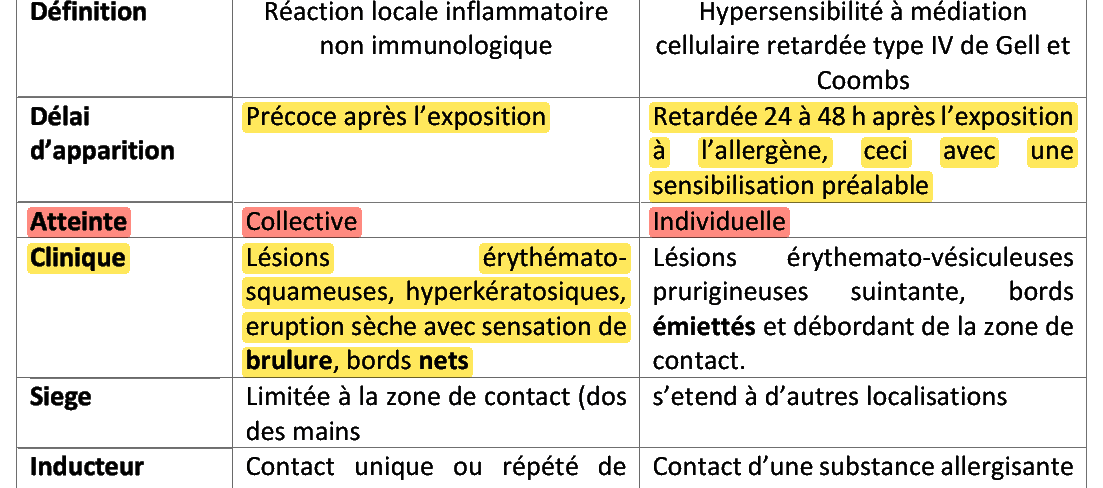 Définition
Réaction locale inflammatoire
non immunologique
Hypersensibilité à médiation
cellulaire retardée type IV de Gell et
Coombs
Délai
d’apparition
Précoce après l’exposition
Retardée 24 à 48 h après l’exposition
à l’allergène, ceci avec une
sensibilisation préalable
Atteinte
Collective
Individuelle
Clinique
Lésions érythémato-
squameuses, hyperkératosiques,
eruption sèche avec sensation de
brulure, bords nets
Lésions érythemato-vésiculeuses
prurigineuses suintante, bords
émiettés et débordant de la zone de
contact.
Siege
Limitée à la zone de contact (dos
des mains
s’etend à d’autres localisations
Inducteur
Contact unique ou répété de
Contact d’une substance allergisante